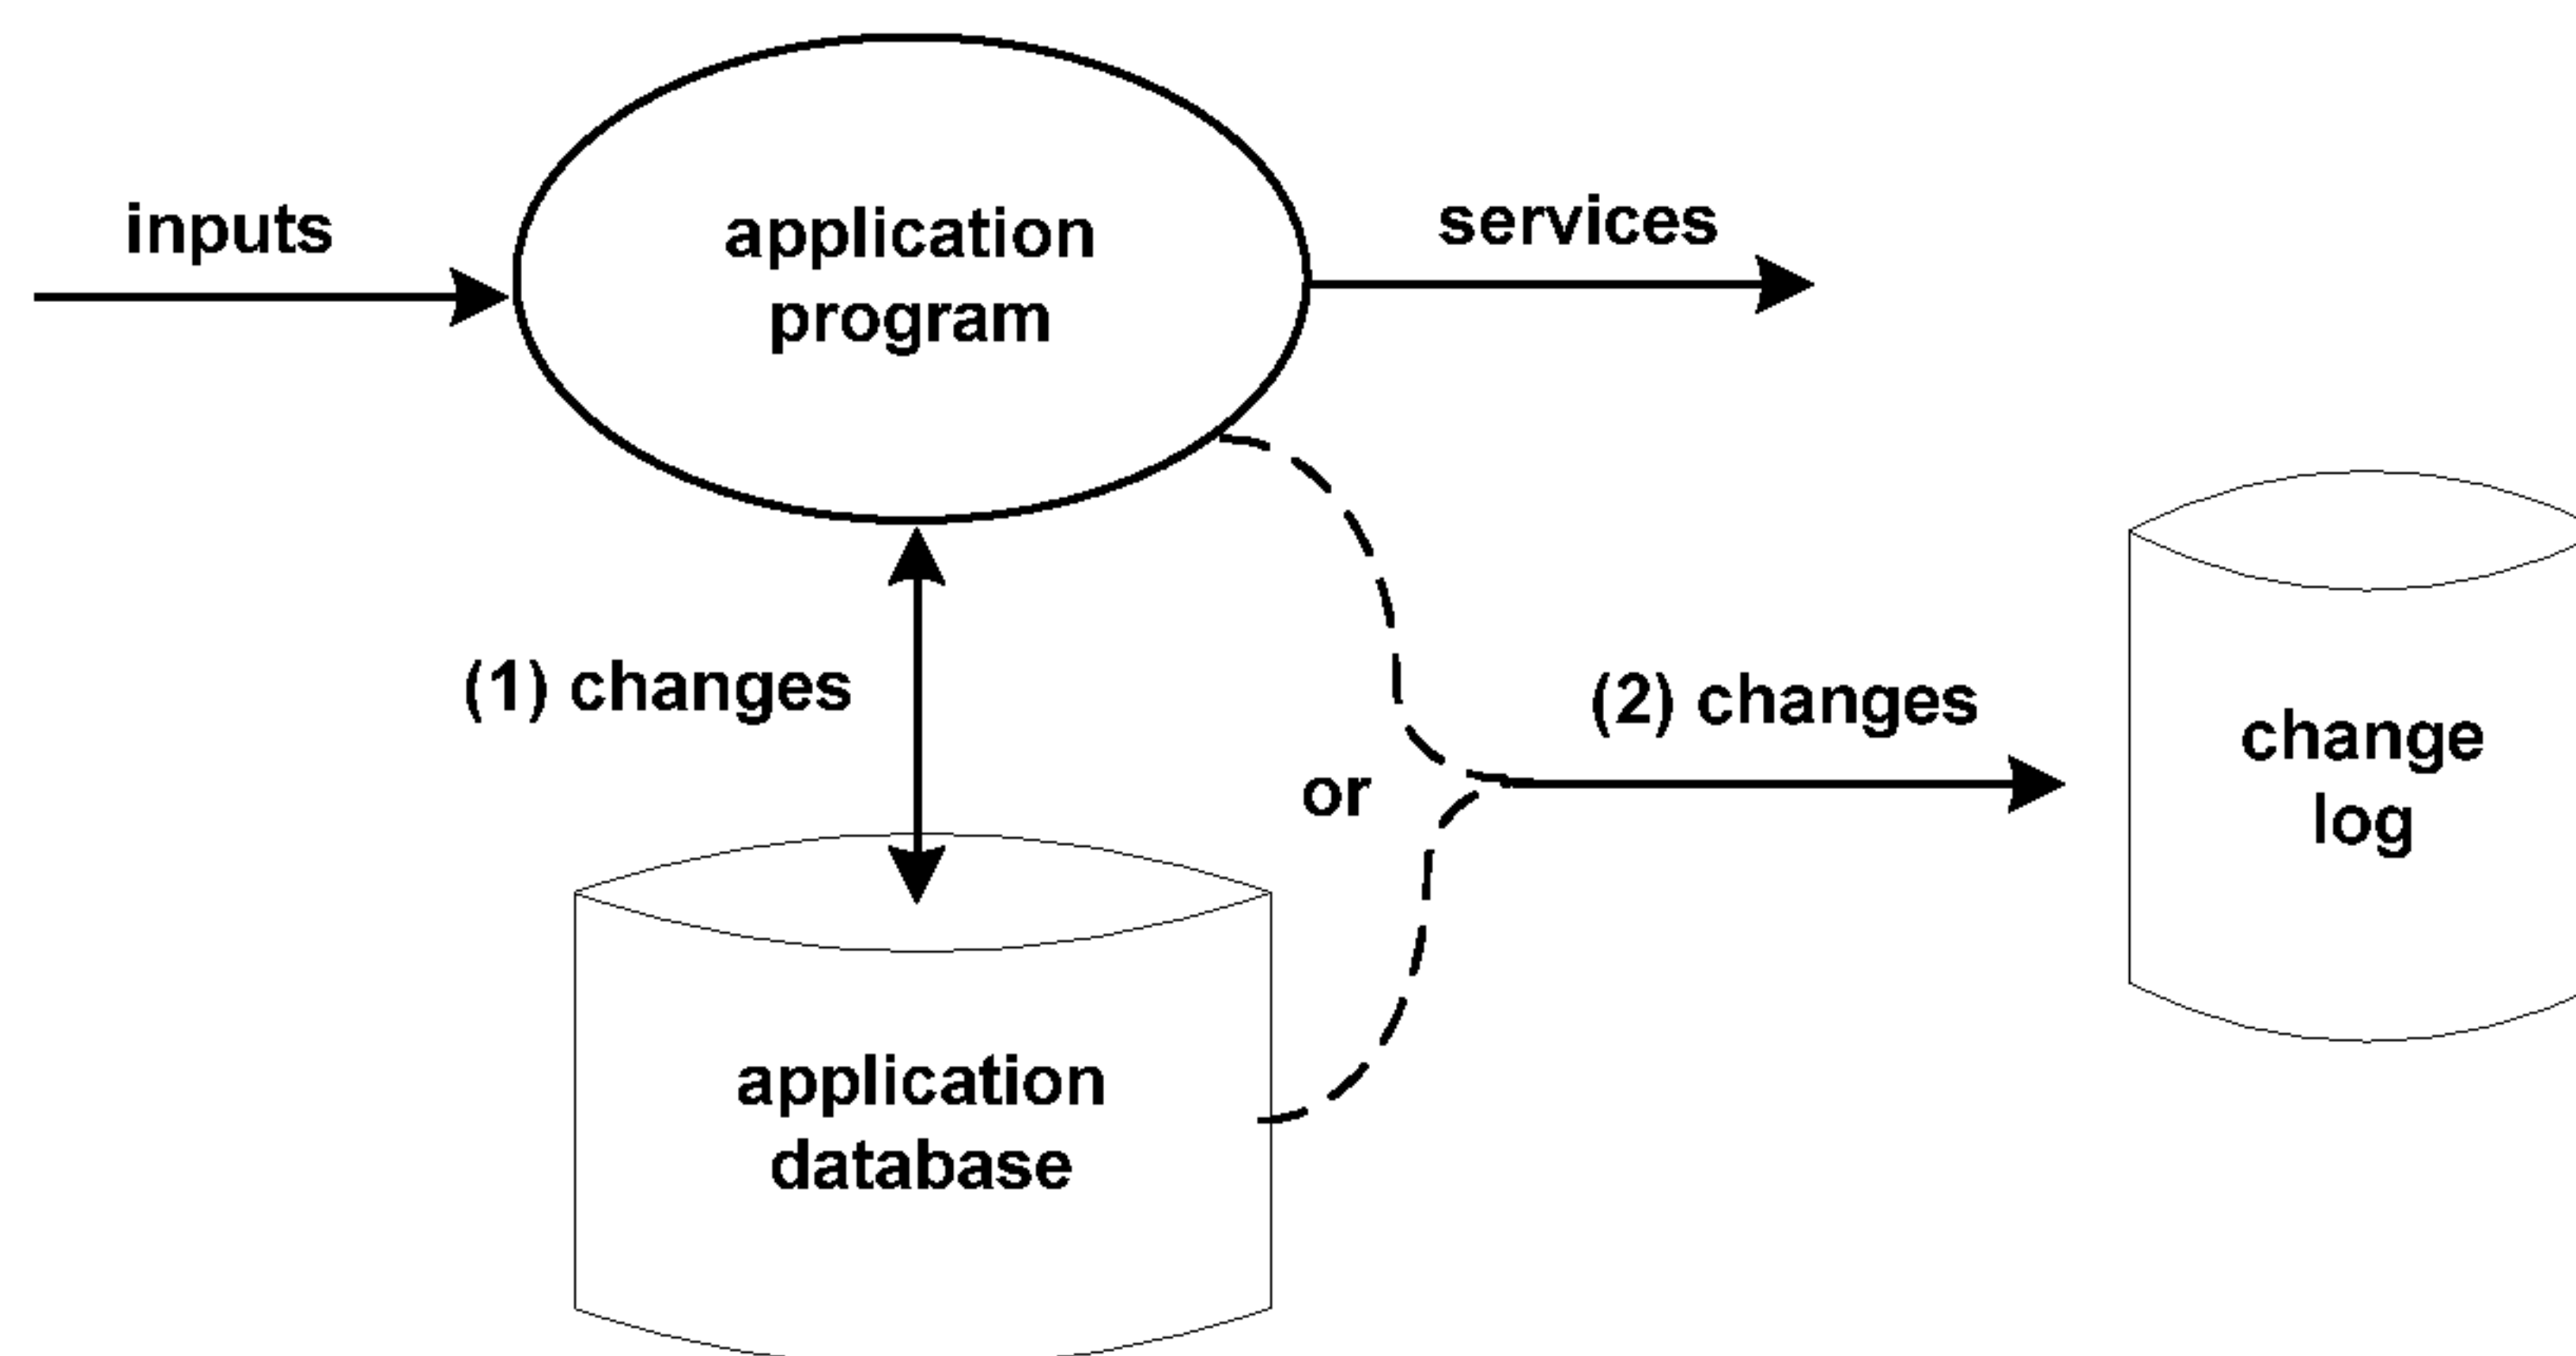 inputs
application
program
services
(1) changes
or
(2) changes
change
log
application
database